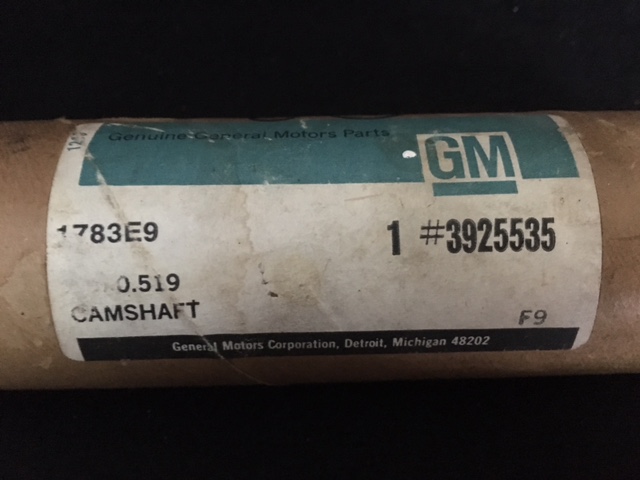 Genuine General Motors Parts
GM
1783E9
1 #3925535
0.519
CAMSHAFT
F9
General Motors Corporation, Detroit, Michigan 48202